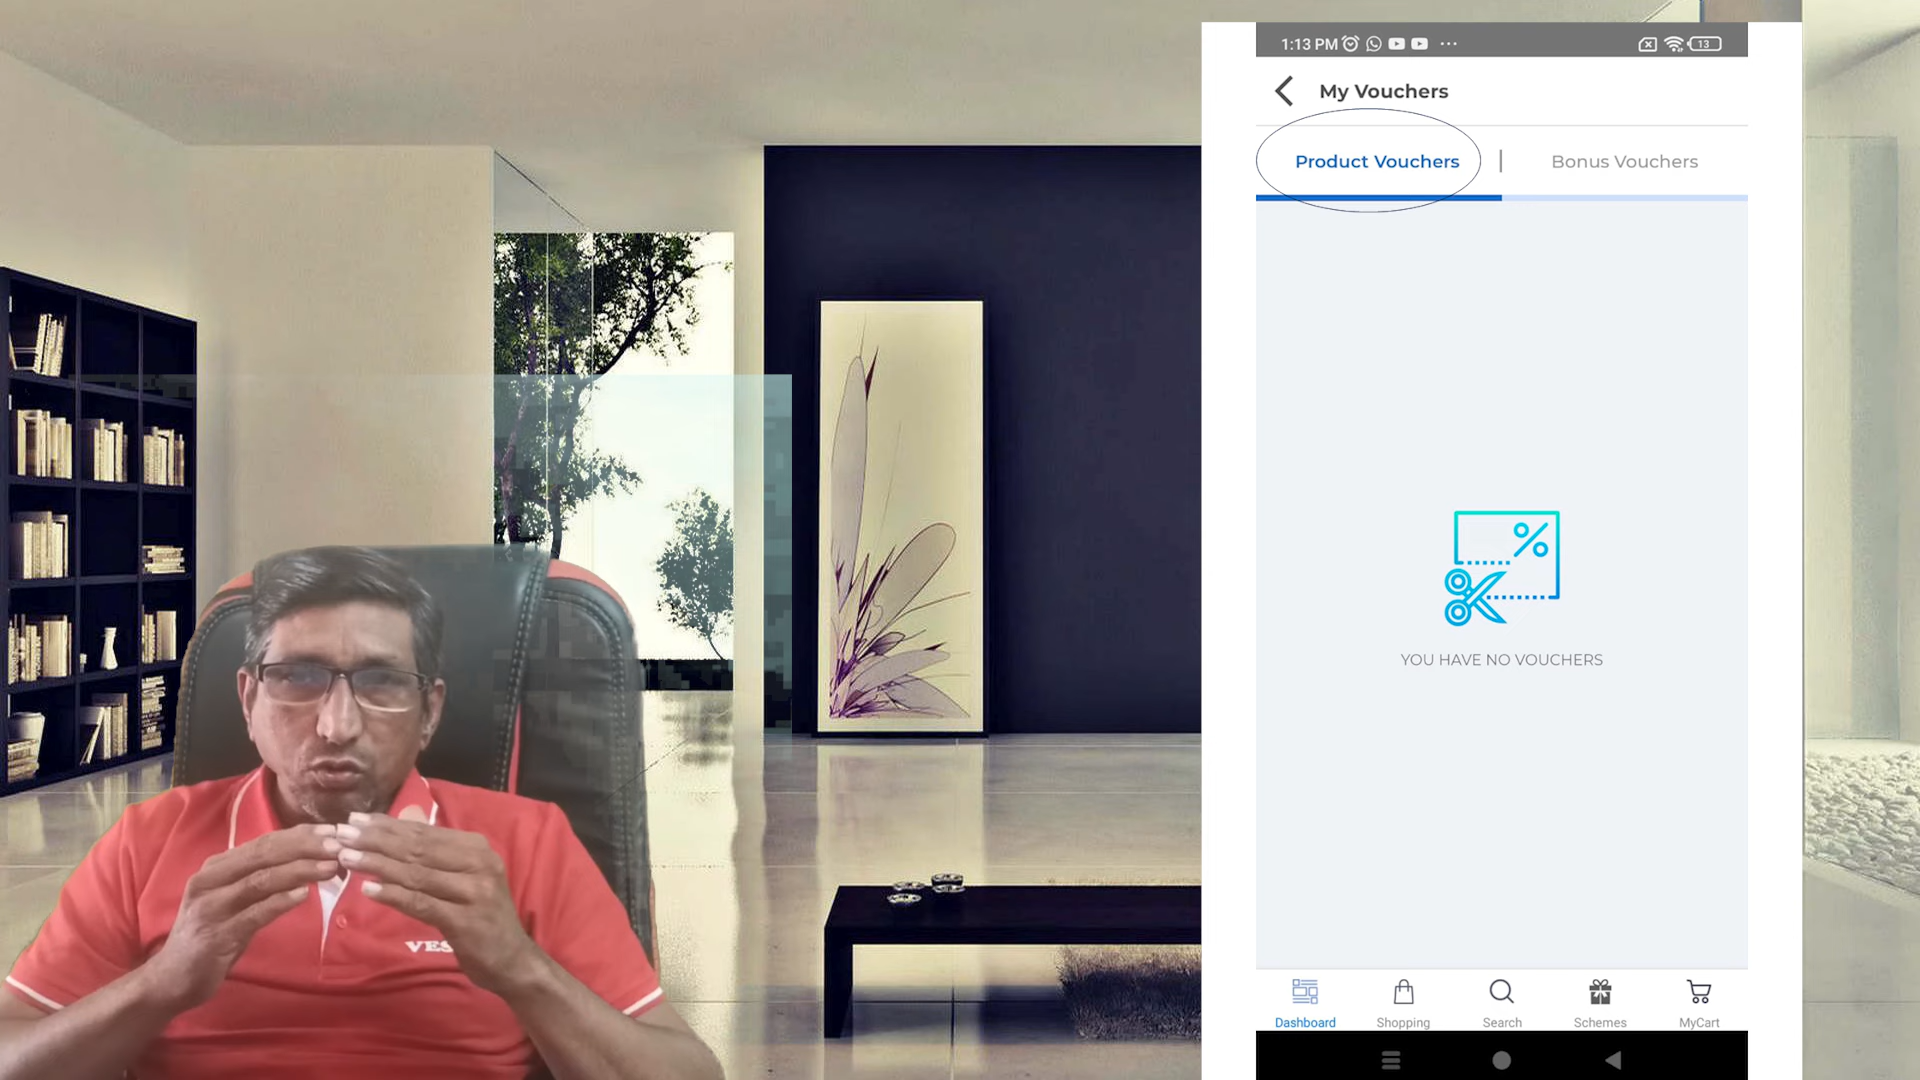 1:13 PM ... 13
My Vouchers
Product Vouchers | Bonus Vouchers
YOU HAVE NO VOUCHERS
Dashboard Shopping Search Schemes MyCart
VES